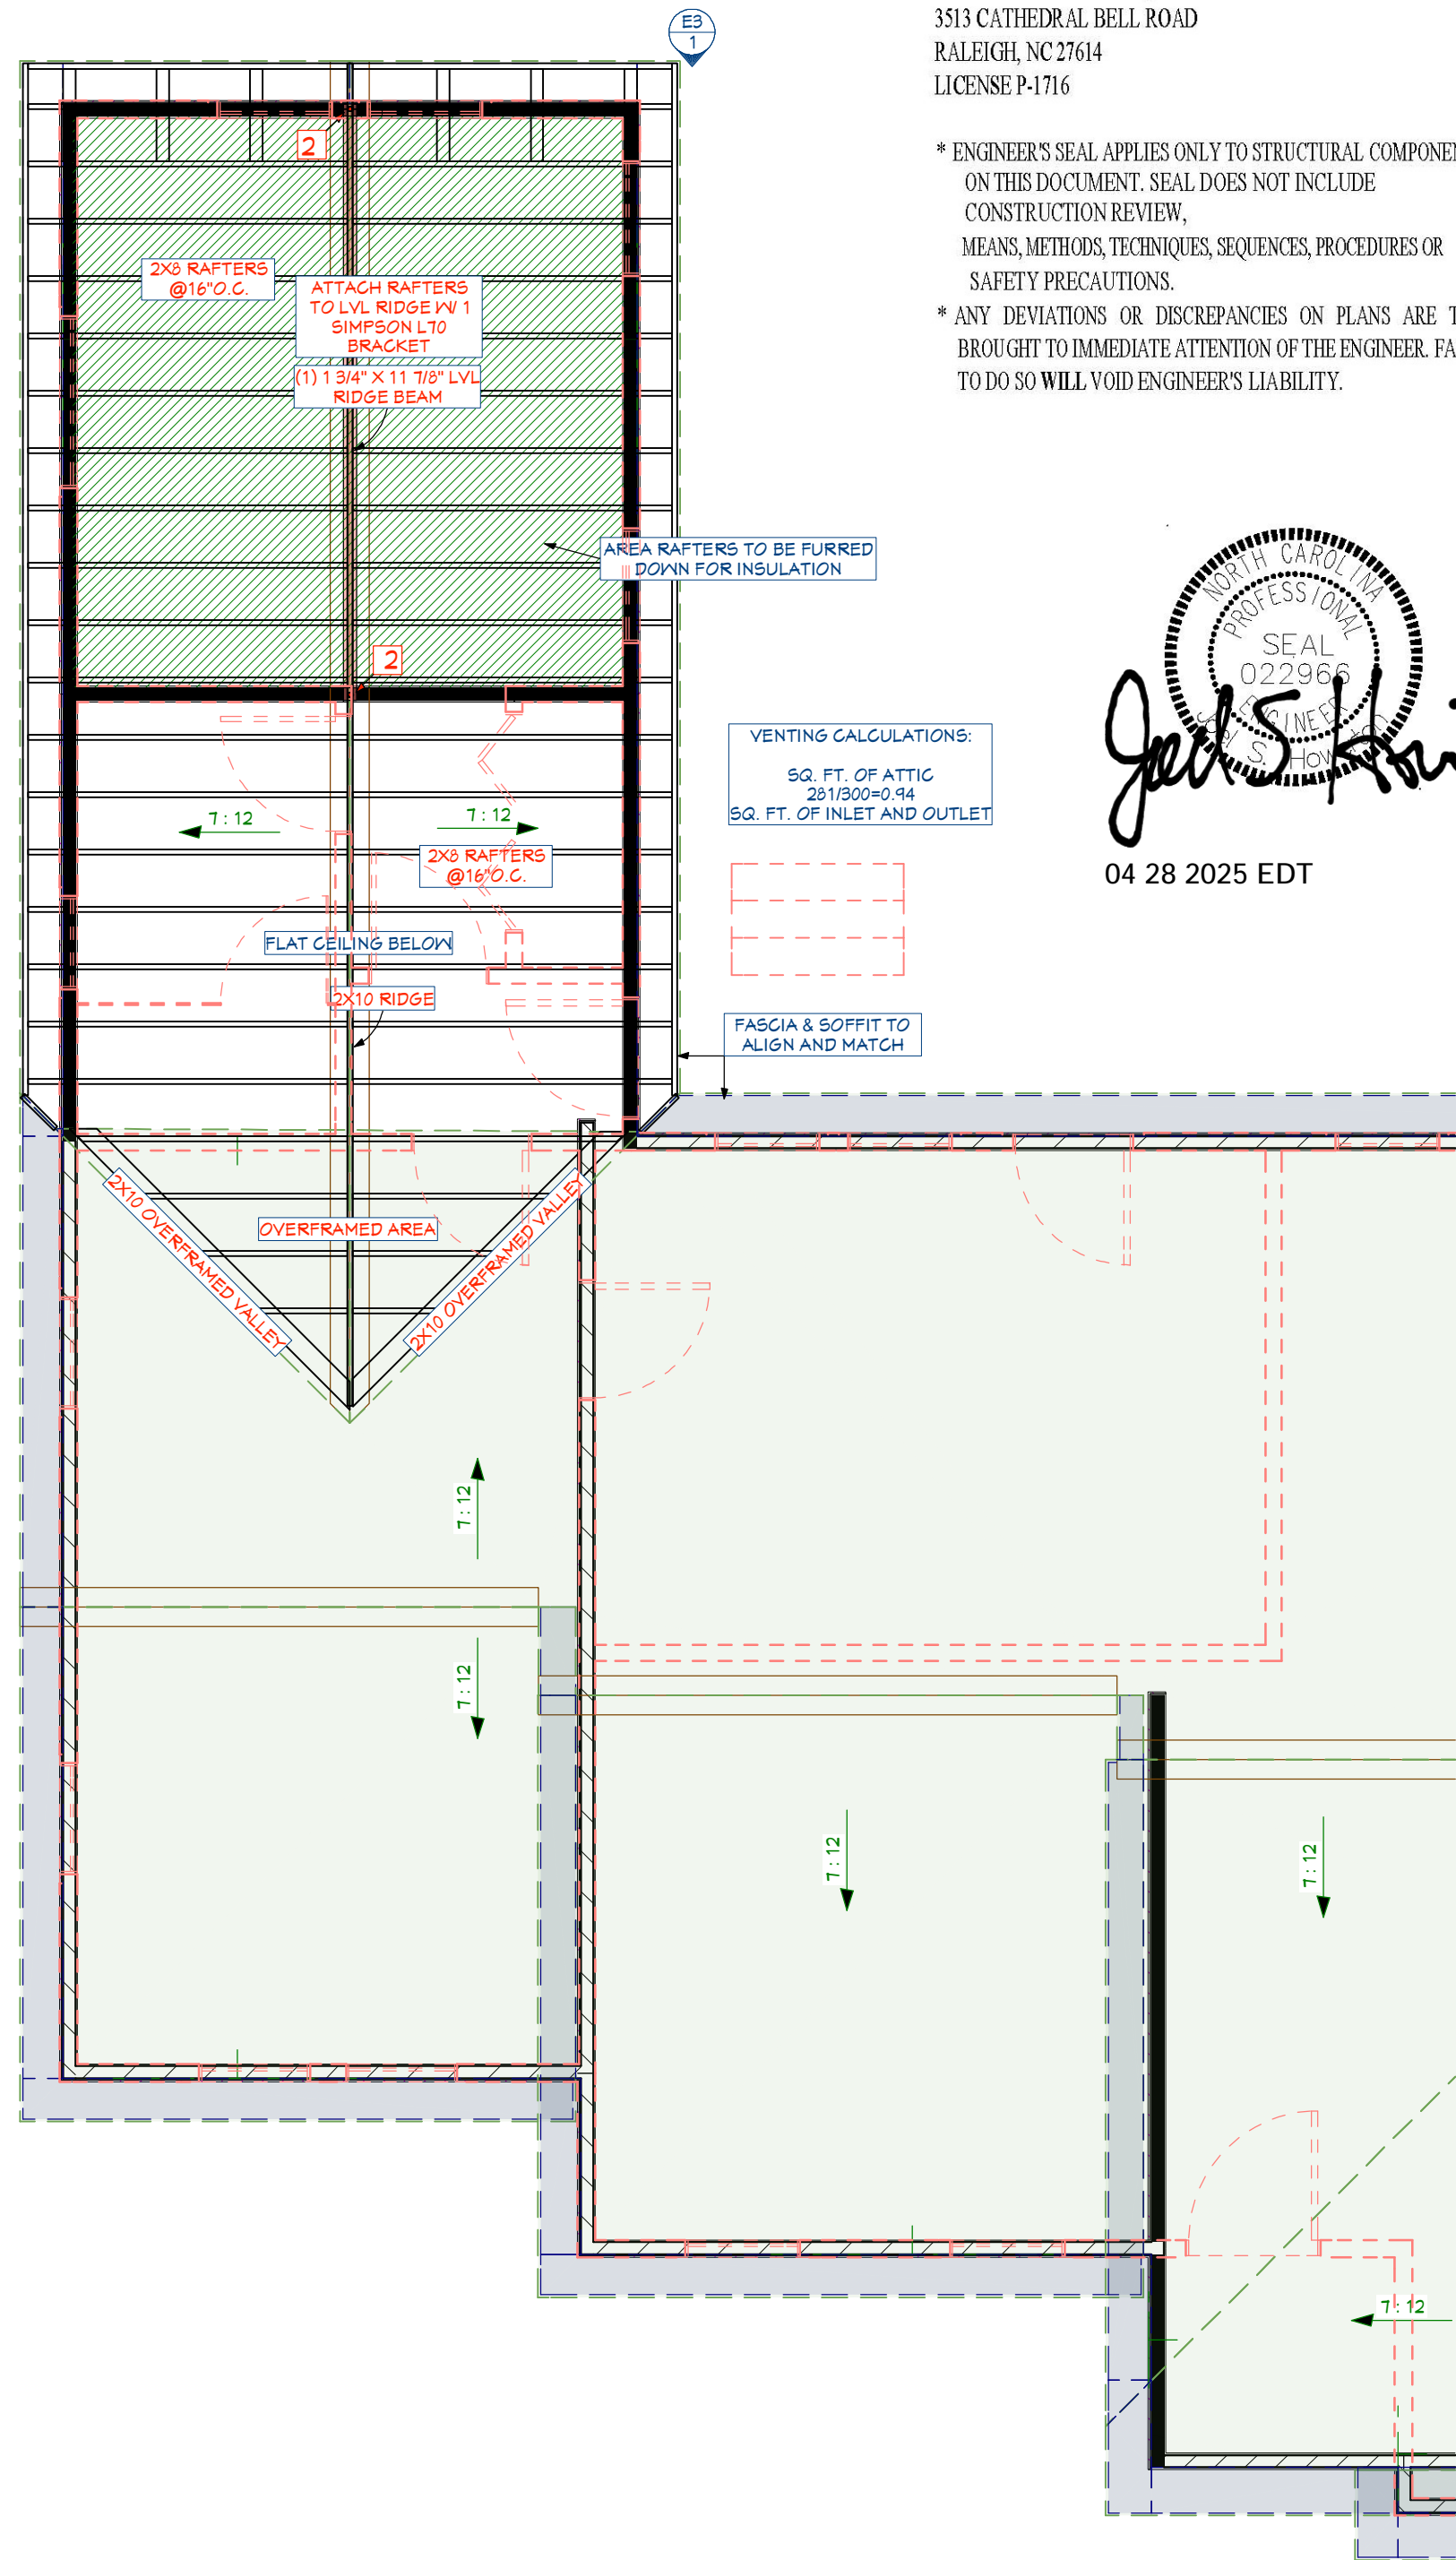 E3
1
3513 CATHEDRAL BELL ROAD
RALEIGH, NC 27614
LICENSE P-1716
* ENGINEER'S SEAL APPLIES ONLY TO STRUCTURAL
ON THIS DOCUMENT. SEAL DOES NOT INCLUDE
CONSTRUCTION REVIEW,
MEANS, METHODS, TECHNIQUES, SEQUENCES, PROCEDURES OR
SAFETY PRECAUTIONS.
* ANY DEVIATIONS OR DISCREPANCIES ON PLANS ARE
BROUGHT TO IMMEDIATE ATTENTION OF THE ENGINEER.
TO DO SO WILL VOID ENGINEER'S LIABILITY.
2
2X8 RAFTERS
@16"O.C.
ATTACH RAFTERS
TO LVL RIDGE W/ 1
SIMPSON L70
BRACKET
(1) 1 3/4" X 11 7/8" LVL
RIDGE BEAM
AREA RAFTERS TO BE FURRED
DOWN FOR INSULATION
NORTH CAROLINA
PROFESSIONAL
SEAL
022966
ENGINEER
2
VENTING CALCULATIONS:
SQ. FT. OF ATTIC
281/300=0.94
SQ. FT. OF INLET AND OUTLET
04 28 2025 EDT
7:12
7:12
2X8 RAFTERS
@16"O.C.
FLAT CEILING BELOW
2X10 RIDGE
FASCIA & SOFFIT TO
ALIGN AND MATCH
2X10 OVERFRAMED VALLEY
OVERFRAMED AREA
2X10 OVERFRAMED VALLEY
7:12
7:12
7:12
7:12
7:12